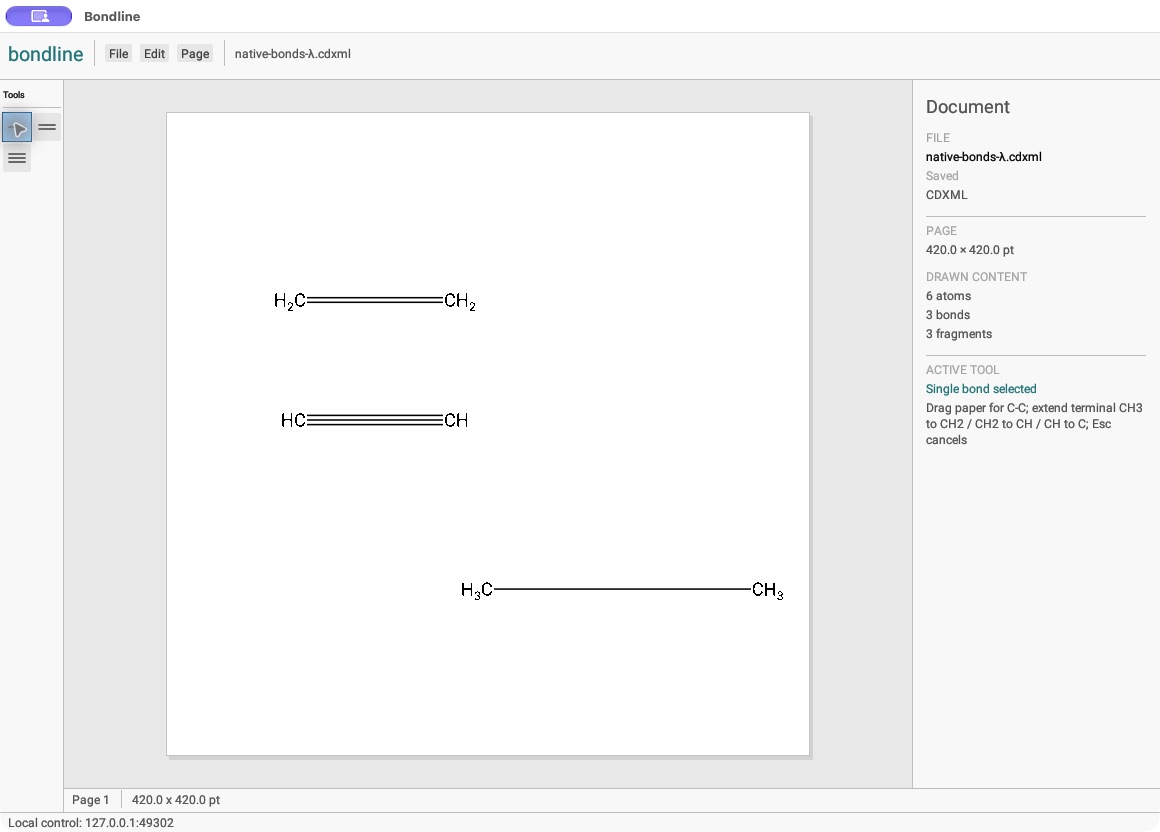 Bondline
bondline File Edit Page native-bonds-λ.cdxml
Tools
Document
FILE
native-bonds-λ.cdxml
Saved
CDXML
PAGE
420.0 × 420.0 pt
DRAWN CONTENT
6 atoms
3 bonds
3 fragments
ACTIVE TOOL
Single bond selected
Drag paper for C-C; extend terminal CH3
to CH2 / CH2 to CH / CH to C; Esc
cancels
H₂C CH₂
HC CH
H₃C CH₃
Page 1 420.0 x 420.0 pt
Local control: 127.0.0.1:49302